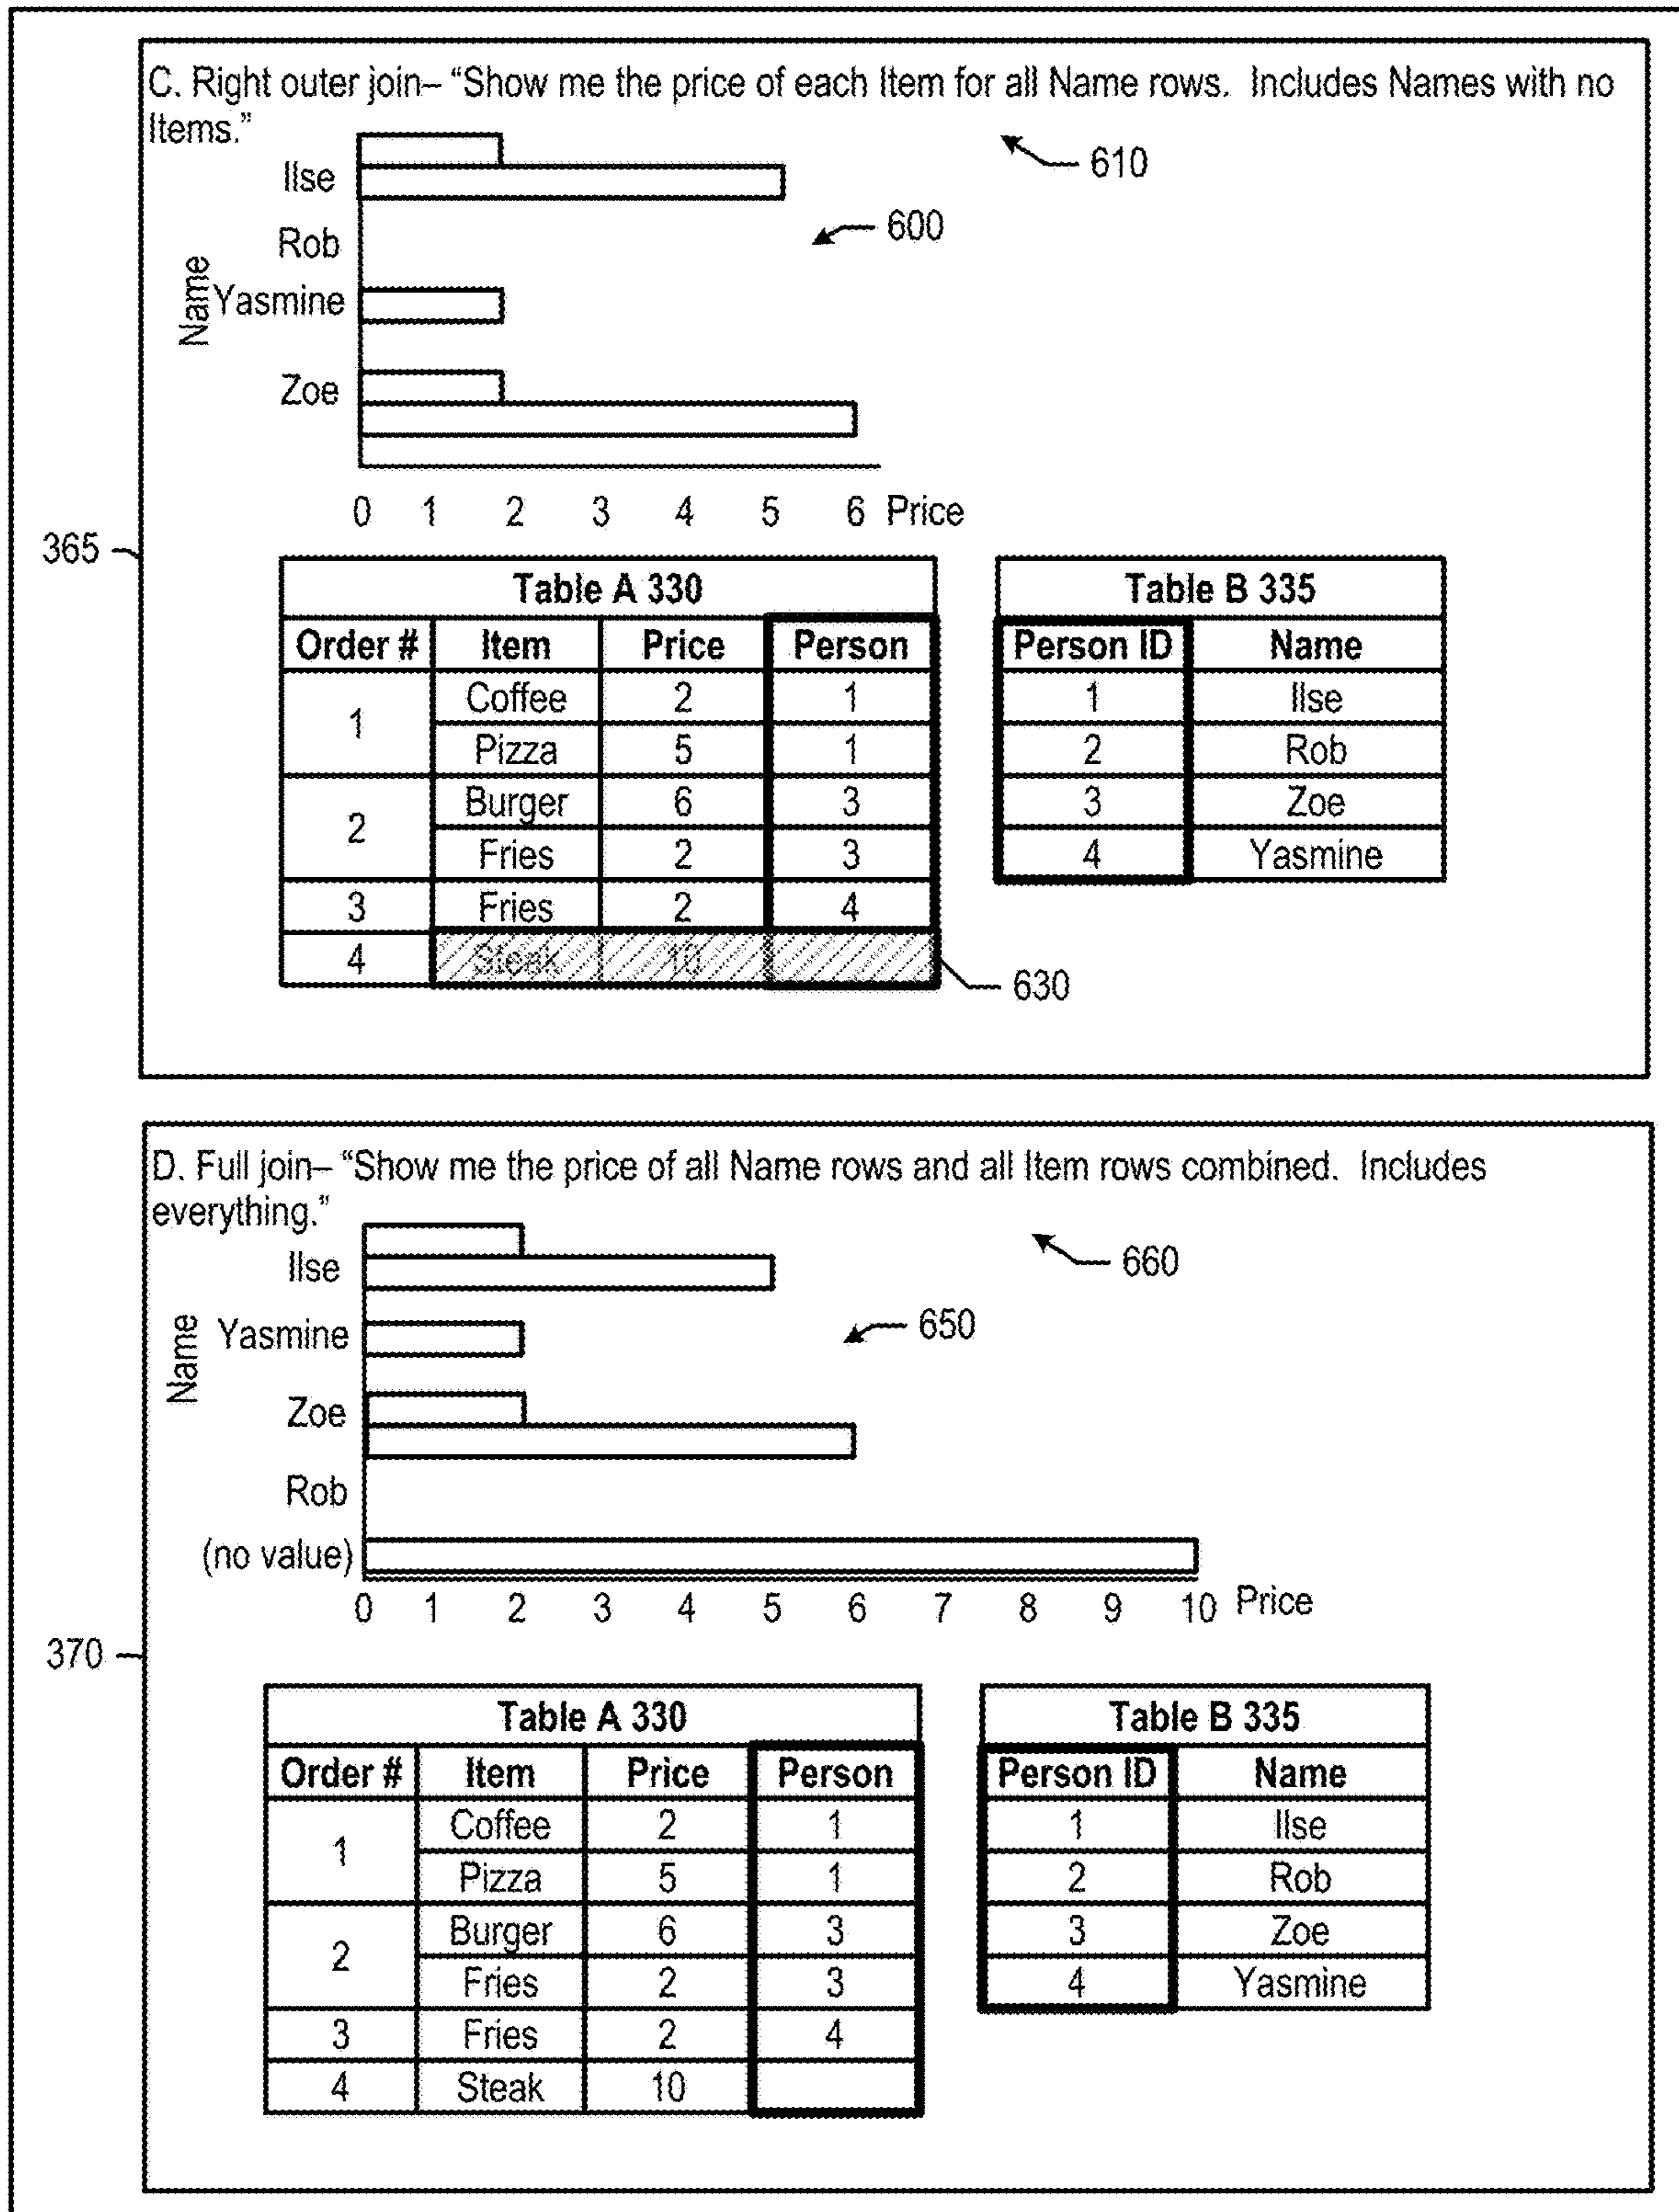 C. Right outer join– “Show me the price of each Item for all Name rows.  Includes Names with no
Items.”
610
Ilse
600
Rob
Name
Yasmine
Zoe
0 1 2 3 4 5 6 Price
365
Table A 330
Order # Item Price Person
1 Coffee 2 1
Pizza 5 1
2 Burger 6 3
Fries 2 3
3 Fries 2 4
4 Steak 10
630
Table B 335
Person ID Name
1 Ilse
2 Rob
3 Zoe
4 Yasmine
D. Full join– “Show me the price of all Name rows and all Item rows combined.  Includes
everything.”
660
Ilse
650
Name
Yasmine
Zoe
Rob
(no value)
0 1 2 3 4 5 6 7 8 9 10 Price
370
Table A 330
Order # Item Price Person
1 Coffee 2 1
Pizza 5 1
2 Burger 6 3
Fries 2 3
3 Fries 2 4
4 Steak 10
Table B 335
Person ID Name
1 Ilse
2 Rob
3 Zoe
4 Yasmine